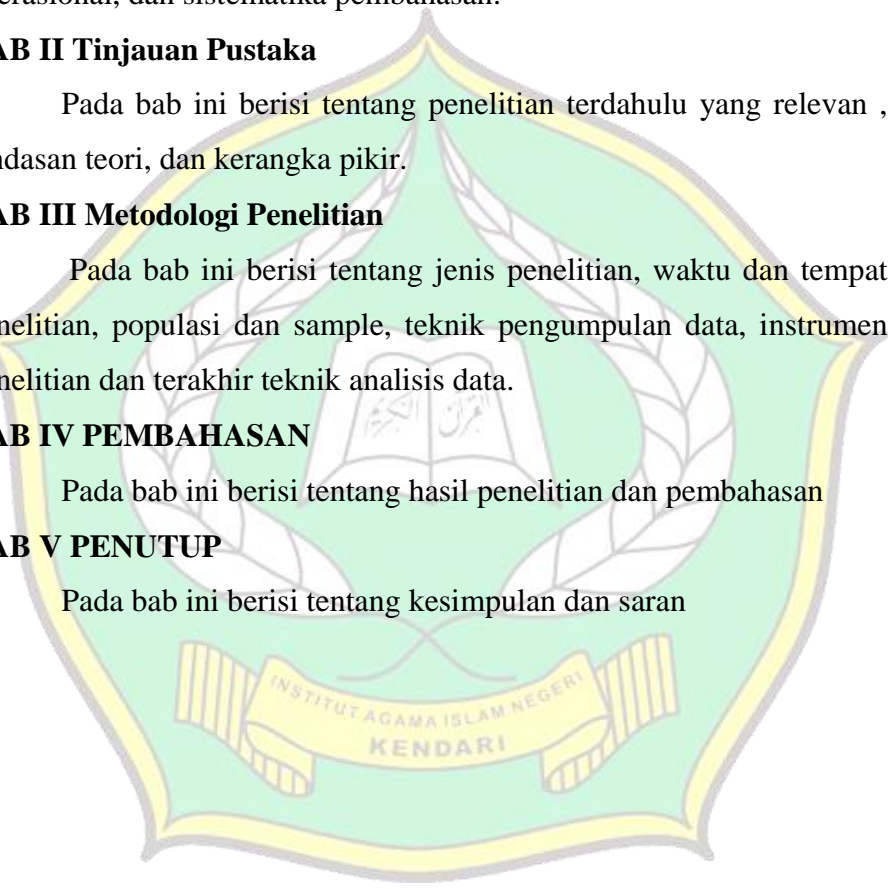 erasional, dan sistematika pembahasan.
AB II Tinjauan Pustaka
Pada bab ini berisi tentang penelitian terdahulu yang relevan ,
ndasan teori, dan kerangka pikir.
AB III Metodologi Penelitian
Pada bab ini berisi tentang jenis penelitian, waktu dan tempat
nelitian, populasi dan sample, teknik pengumpulan data, instrumen
nelitian dan terakhir teknik analisis data.
القرآن الكريم
AB IV PEMBAHASAN
Pada bab ini berisi tentang hasil penelitian dan pembahasan
AB V PENUTUP
Pada bab ini berisi tentang kesimpulan dan saran
INSTITUT AGAMA ISLAM NEGERI
KENDARI